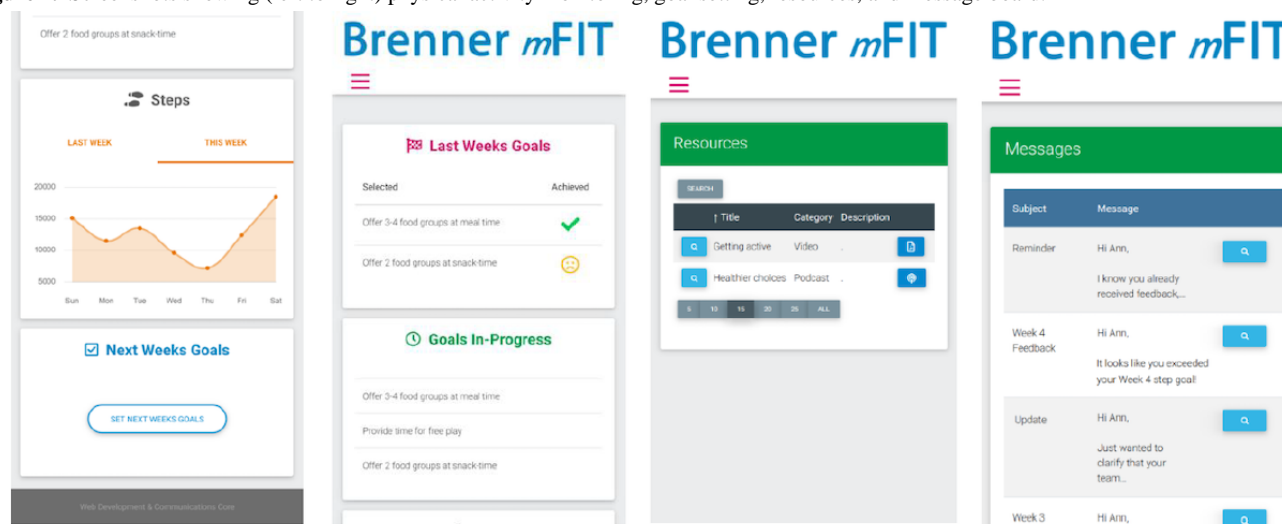 Offer 2 food groups at snack-time
Steps
LAST WEEK THIS WEEK
20000
15000
10000
5000
Sun Mon Tue Wed Thu Fri Sat
Next Weeks Goals
SET NEXT WEEKS GOALS
Web Development & Communications Core
Brenner mFIT
Last Weeks Goals
Selected Achieved
Offer 3-4 food groups at meal time
Offer 2 food groups at snack-time
Goals In-Progress
Offer 3-4 food groups at meal time
Provide time for free play
Offer 2 food groups at snack-time
Brenner mFIT
Resources
SEARCH
↑ Title Category Description
Getting active Video .
Healthier choices Podcast .
5 10 15 20 25 ALL
Brenner mFIT
Messages
Subject Message
Reminder Hi Ann,
I know you already
received feedback,...
Week 4 Hi Ann,
Feedback
It looks like you exceeded
your Week 4 step goal!
Update Hi Ann,
Just wanted to
clarify that your
team...
Week 3 Hi Ann,